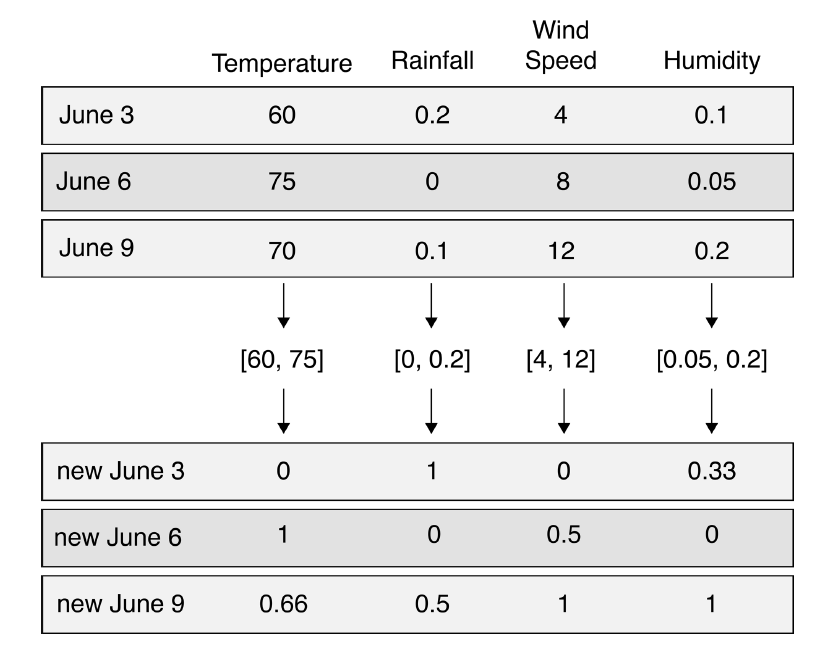 Temperature Rainfall Wind Speed Humidity
June 3 60 0.2 4 0.1
June 6 75 0 8 0.05
June 9 70 0.1 12 0.2
[60, 75] [0, 0.2] [4, 12] [0.05, 0.2]
new June 3 0 1 0 0.33
new June 6 1 0 0.5 0
new June 9 0.66 0.5 1 1